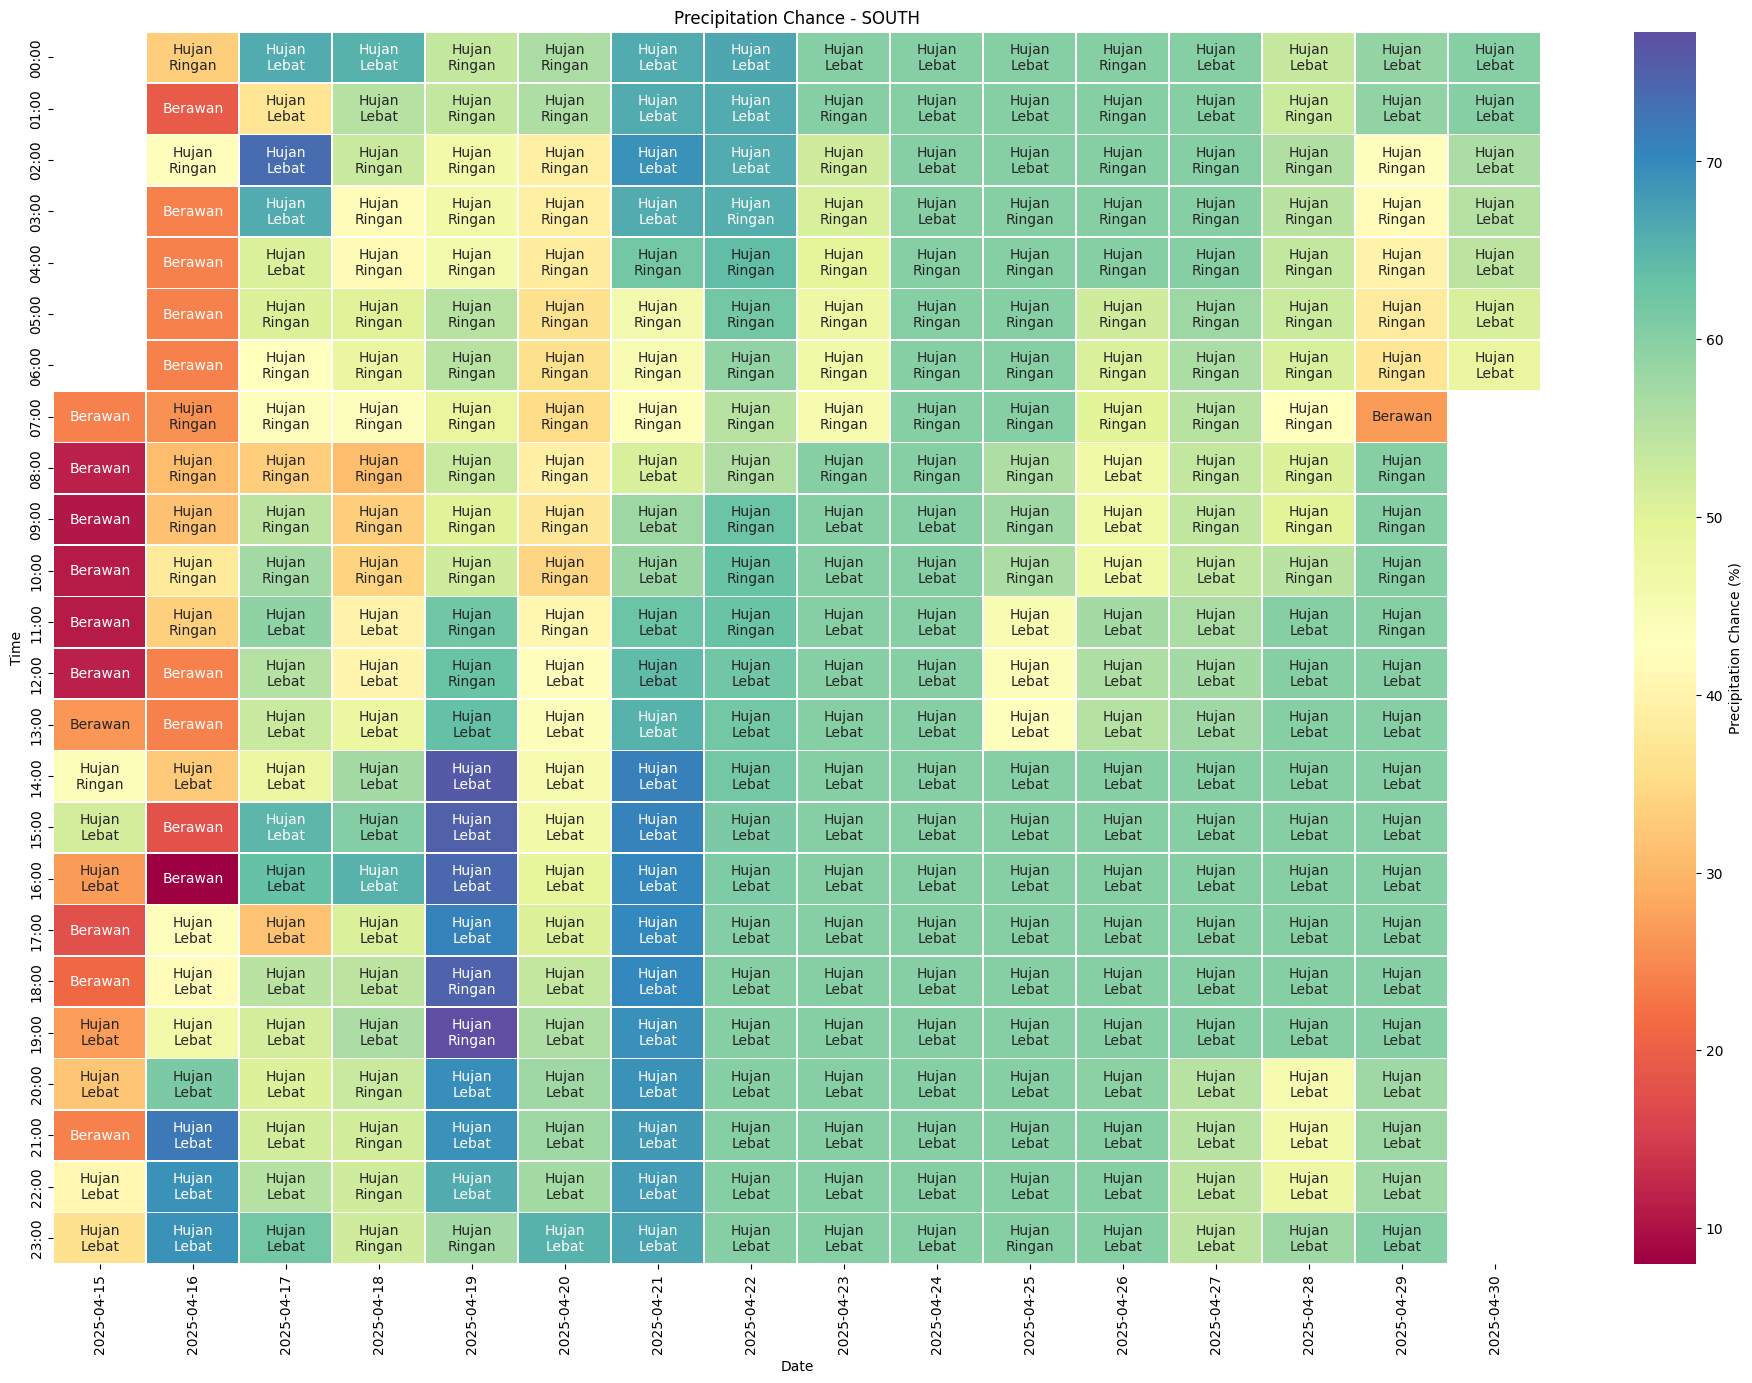 Precipitation Chance - SOUTH
00:00
Hujan Hujan Hujan Hujan Hujan Hujan Hujan Hujan Hujan Hujan Hujan Hujan Hujan Hujan Hujan
Ringan Lebat Lebat Ringan Ringan Lebat Lebat Lebat Lebat Lebat Ringan Lebat Lebat Lebat Lebat
01:00
Berawan Hujan Hujan Hujan Hujan Hujan Hujan Hujan Hujan Hujan Hujan Hujan Hujan Hujan Hujan
Lebat Lebat Ringan Ringan Lebat Lebat Ringan Lebat Lebat Ringan Lebat Ringan Lebat Lebat
02:00
Hujan Hujan Hujan Hujan Hujan Hujan Hujan Hujan Hujan Hujan Hujan Hujan Hujan Hujan Hujan
Ringan Lebat Ringan Ringan Ringan Lebat Lebat Ringan Lebat Lebat Ringan Ringan Ringan Ringan Lebat
03:00
Berawan Hujan Hujan Hujan Hujan Hujan Hujan Hujan Hujan Hujan Hujan Hujan Hujan Hujan Hujan
Lebat Ringan Ringan Ringan Lebat Ringan Ringan Lebat Ringan Ringan Ringan Ringan Ringan Lebat
04:00
Berawan Hujan Hujan Hujan Hujan Hujan Hujan Hujan Hujan Hujan Hujan Hujan Hujan Hujan Hujan
Lebat Ringan Ringan Ringan Ringan Ringan Ringan Ringan Ringan Ringan Ringan Ringan Ringan Lebat
05:00
Berawan Hujan Hujan Hujan Hujan Hujan Hujan Hujan Hujan Hujan Hujan Hujan Hujan Hujan Hujan
Ringan Ringan Ringan Ringan Ringan Ringan Ringan Ringan Ringan Ringan Ringan Ringan Ringan Lebat
06:00
Berawan Hujan Hujan Hujan Hujan Hujan Hujan Hujan Hujan Hujan Hujan Hujan Hujan Hujan Hujan
Ringan Ringan Ringan Ringan Ringan Ringan Ringan Ringan Ringan Ringan Ringan Ringan Ringan Lebat
07:00
Berawan Hujan Hujan Hujan Hujan Hujan Hujan Hujan Hujan Hujan Hujan Hujan Hujan Hujan Berawan
Ringan Ringan Ringan Ringan Ringan Ringan Ringan Ringan Ringan Ringan Ringan Ringan Ringan
08:00
Berawan Hujan Hujan Hujan Hujan Hujan Hujan Hujan Hujan Hujan Hujan Hujan Hujan Hujan Hujan
Ringan Ringan Ringan Ringan Ringan Lebat Ringan Ringan Ringan Ringan Lebat Ringan Ringan Ringan
09:00
Berawan Hujan Hujan Hujan Hujan Hujan Hujan Hujan Hujan Hujan Hujan Hujan Hujan Hujan Hujan
Ringan Ringan Ringan Ringan Ringan Lebat Ringan Lebat Lebat Ringan Lebat Ringan Ringan Ringan
10:00
Berawan Hujan Hujan Hujan Hujan Hujan Hujan Hujan Hujan Hujan Hujan Hujan Hujan Hujan Hujan
Ringan Ringan Ringan Ringan Ringan Lebat Ringan Lebat Lebat Ringan Lebat Lebat Ringan Ringan
11:00
Berawan Hujan Hujan Hujan Hujan Hujan Hujan Hujan Hujan Hujan Hujan Hujan Hujan Hujan Hujan
Ringan Lebat Lebat Ringan Ringan Lebat Ringan Lebat Lebat Lebat Lebat Lebat Lebat Ringan
12:00
Berawan Berawan Hujan Hujan Hujan Hujan Hujan Hujan Hujan Hujan Hujan Hujan Hujan Hujan Hujan
Lebat Lebat Ringan Lebat Lebat Lebat Lebat Lebat Lebat Lebat Lebat Lebat Lebat
13:00
Berawan Berawan Hujan Hujan Hujan Hujan Hujan Hujan Hujan Hujan Hujan Hujan Hujan Hujan Hujan
Lebat Lebat Lebat Lebat Lebat Lebat Lebat Lebat Lebat Lebat Lebat Lebat Lebat
14:00
Hujan Hujan Hujan Hujan Hujan Hujan Hujan Hujan Hujan Hujan Hujan Hujan Hujan Hujan Hujan
Ringan Lebat Lebat Lebat Lebat Lebat Lebat Lebat Lebat Lebat Lebat Lebat Lebat Lebat Lebat
15:00
Hujan Berawan Hujan Hujan Hujan Hujan Hujan Hujan Hujan Hujan Hujan Hujan Hujan Hujan Hujan
Lebat Lebat Lebat Lebat Lebat Lebat Lebat Lebat Lebat Lebat Lebat Lebat Lebat Lebat
16:00
Hujan Berawan Hujan Hujan Hujan Hujan Hujan Hujan Hujan Hujan Hujan Hujan Hujan Hujan Hujan
Lebat Lebat Lebat Lebat Lebat Lebat Lebat Lebat Lebat Lebat Lebat Lebat Lebat Lebat
17:00
Berawan Hujan Hujan Hujan Hujan Hujan Hujan Hujan Hujan Hujan Hujan Hujan Hujan Hujan Hujan
Lebat Lebat Lebat Lebat Lebat Lebat Lebat Lebat Lebat Lebat Lebat Lebat Lebat Lebat
18:00
Berawan Hujan Hujan Hujan Hujan Hujan Hujan Hujan Hujan Hujan Hujan Hujan Hujan Hujan Hujan
Lebat Lebat Lebat Ringan Lebat Lebat Lebat Lebat Lebat Lebat Lebat Lebat Lebat Lebat
19:00
Hujan Hujan Hujan Hujan Hujan Hujan Hujan Hujan Hujan Hujan Hujan Hujan Hujan Hujan Hujan
Lebat Lebat Lebat Lebat Ringan Lebat Lebat Lebat Lebat Lebat Lebat Lebat Lebat Lebat Lebat
20:00
Hujan Hujan Hujan Hujan Hujan Hujan Hujan Hujan Hujan Hujan Hujan Hujan Hujan Hujan Hujan
Lebat Lebat Lebat Ringan Lebat Lebat Lebat Lebat Lebat Lebat Lebat Lebat Lebat Lebat Lebat
21:00
Berawan Hujan Hujan Hujan Hujan Hujan Hujan Hujan Hujan Hujan Hujan Hujan Hujan Hujan Hujan
Lebat Lebat Ringan Lebat Lebat Lebat Lebat Lebat Lebat Lebat Lebat Lebat Lebat Lebat
22:00
Hujan Hujan Hujan Hujan Hujan Hujan Hujan Hujan Hujan Hujan Hujan Hujan Hujan Hujan Hujan
Lebat Lebat Lebat Ringan Lebat Lebat Lebat Lebat Lebat Lebat Lebat Lebat Lebat Lebat Lebat
23:00
Hujan Hujan Hujan Hujan Hujan Hujan Hujan Hujan Hujan Hujan Hujan Hujan Hujan Hujan Hujan
Lebat Lebat Lebat Ringan Ringan Lebat Lebat Lebat Lebat Lebat Ringan Lebat Lebat Lebat Lebat
Time
2025-04-15
2025-04-16
2025-04-17
2025-04-18
2025-04-19
2025-04-20
2025-04-21
2025-04-22
2025-04-23
2025-04-24
2025-04-25
2025-04-26
2025-04-27
2025-04-28
2025-04-29
2025-04-30
Date
70
60
50
40
30
20
10
Precipitation Chance (%)